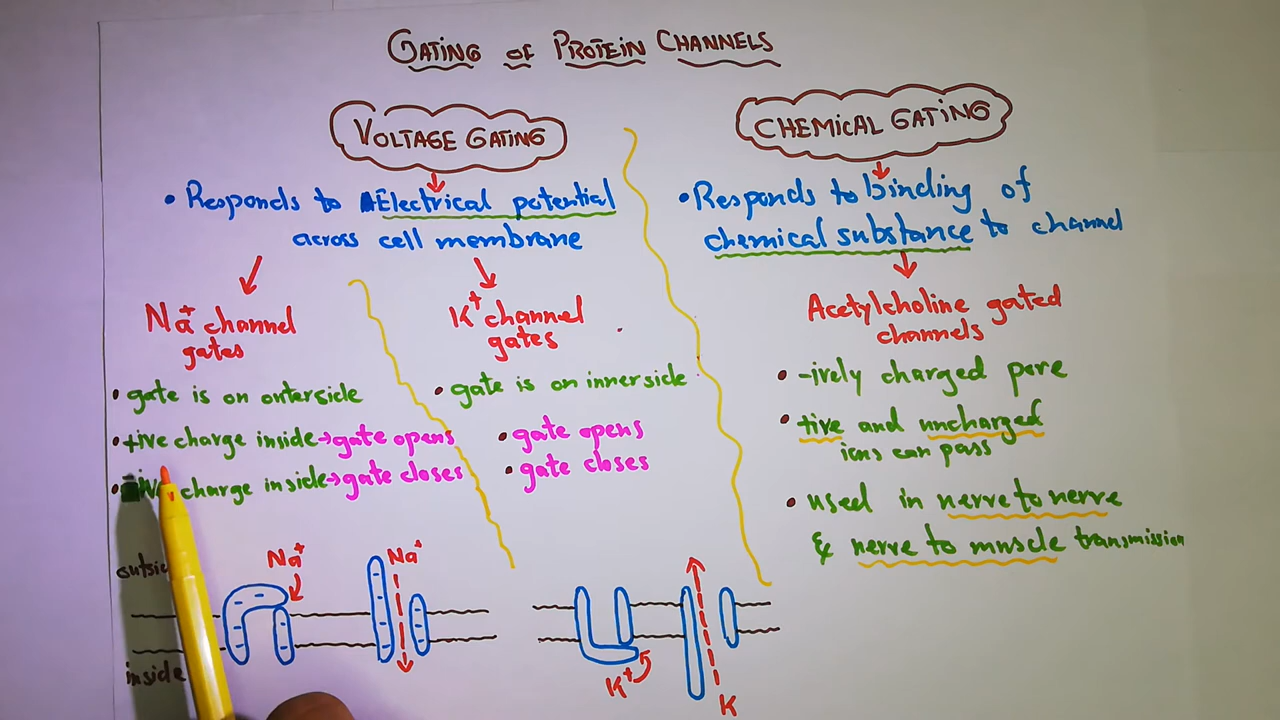 GATING OF PROTEIN CHANNELS
VOLTAGE GATING
• Responds to Electrical potential
across cell membrane
Na+ channel
gates
• gate is on outerside
• +ive charge inside → gate opens
charge inside → gate closes
K+ channel
gates
• gate is on innerside
• gate opens
• gate closes
CHEMICAL GATING
• Responds to binding of
chemical substance to channel
Acetylcholine gated
channels
• -ively charged pore
• +ive and uncharged
ions can pass
• used in nerve to nerve
& nerve to muscle transmission
Na+
Na+
inside
K+
K